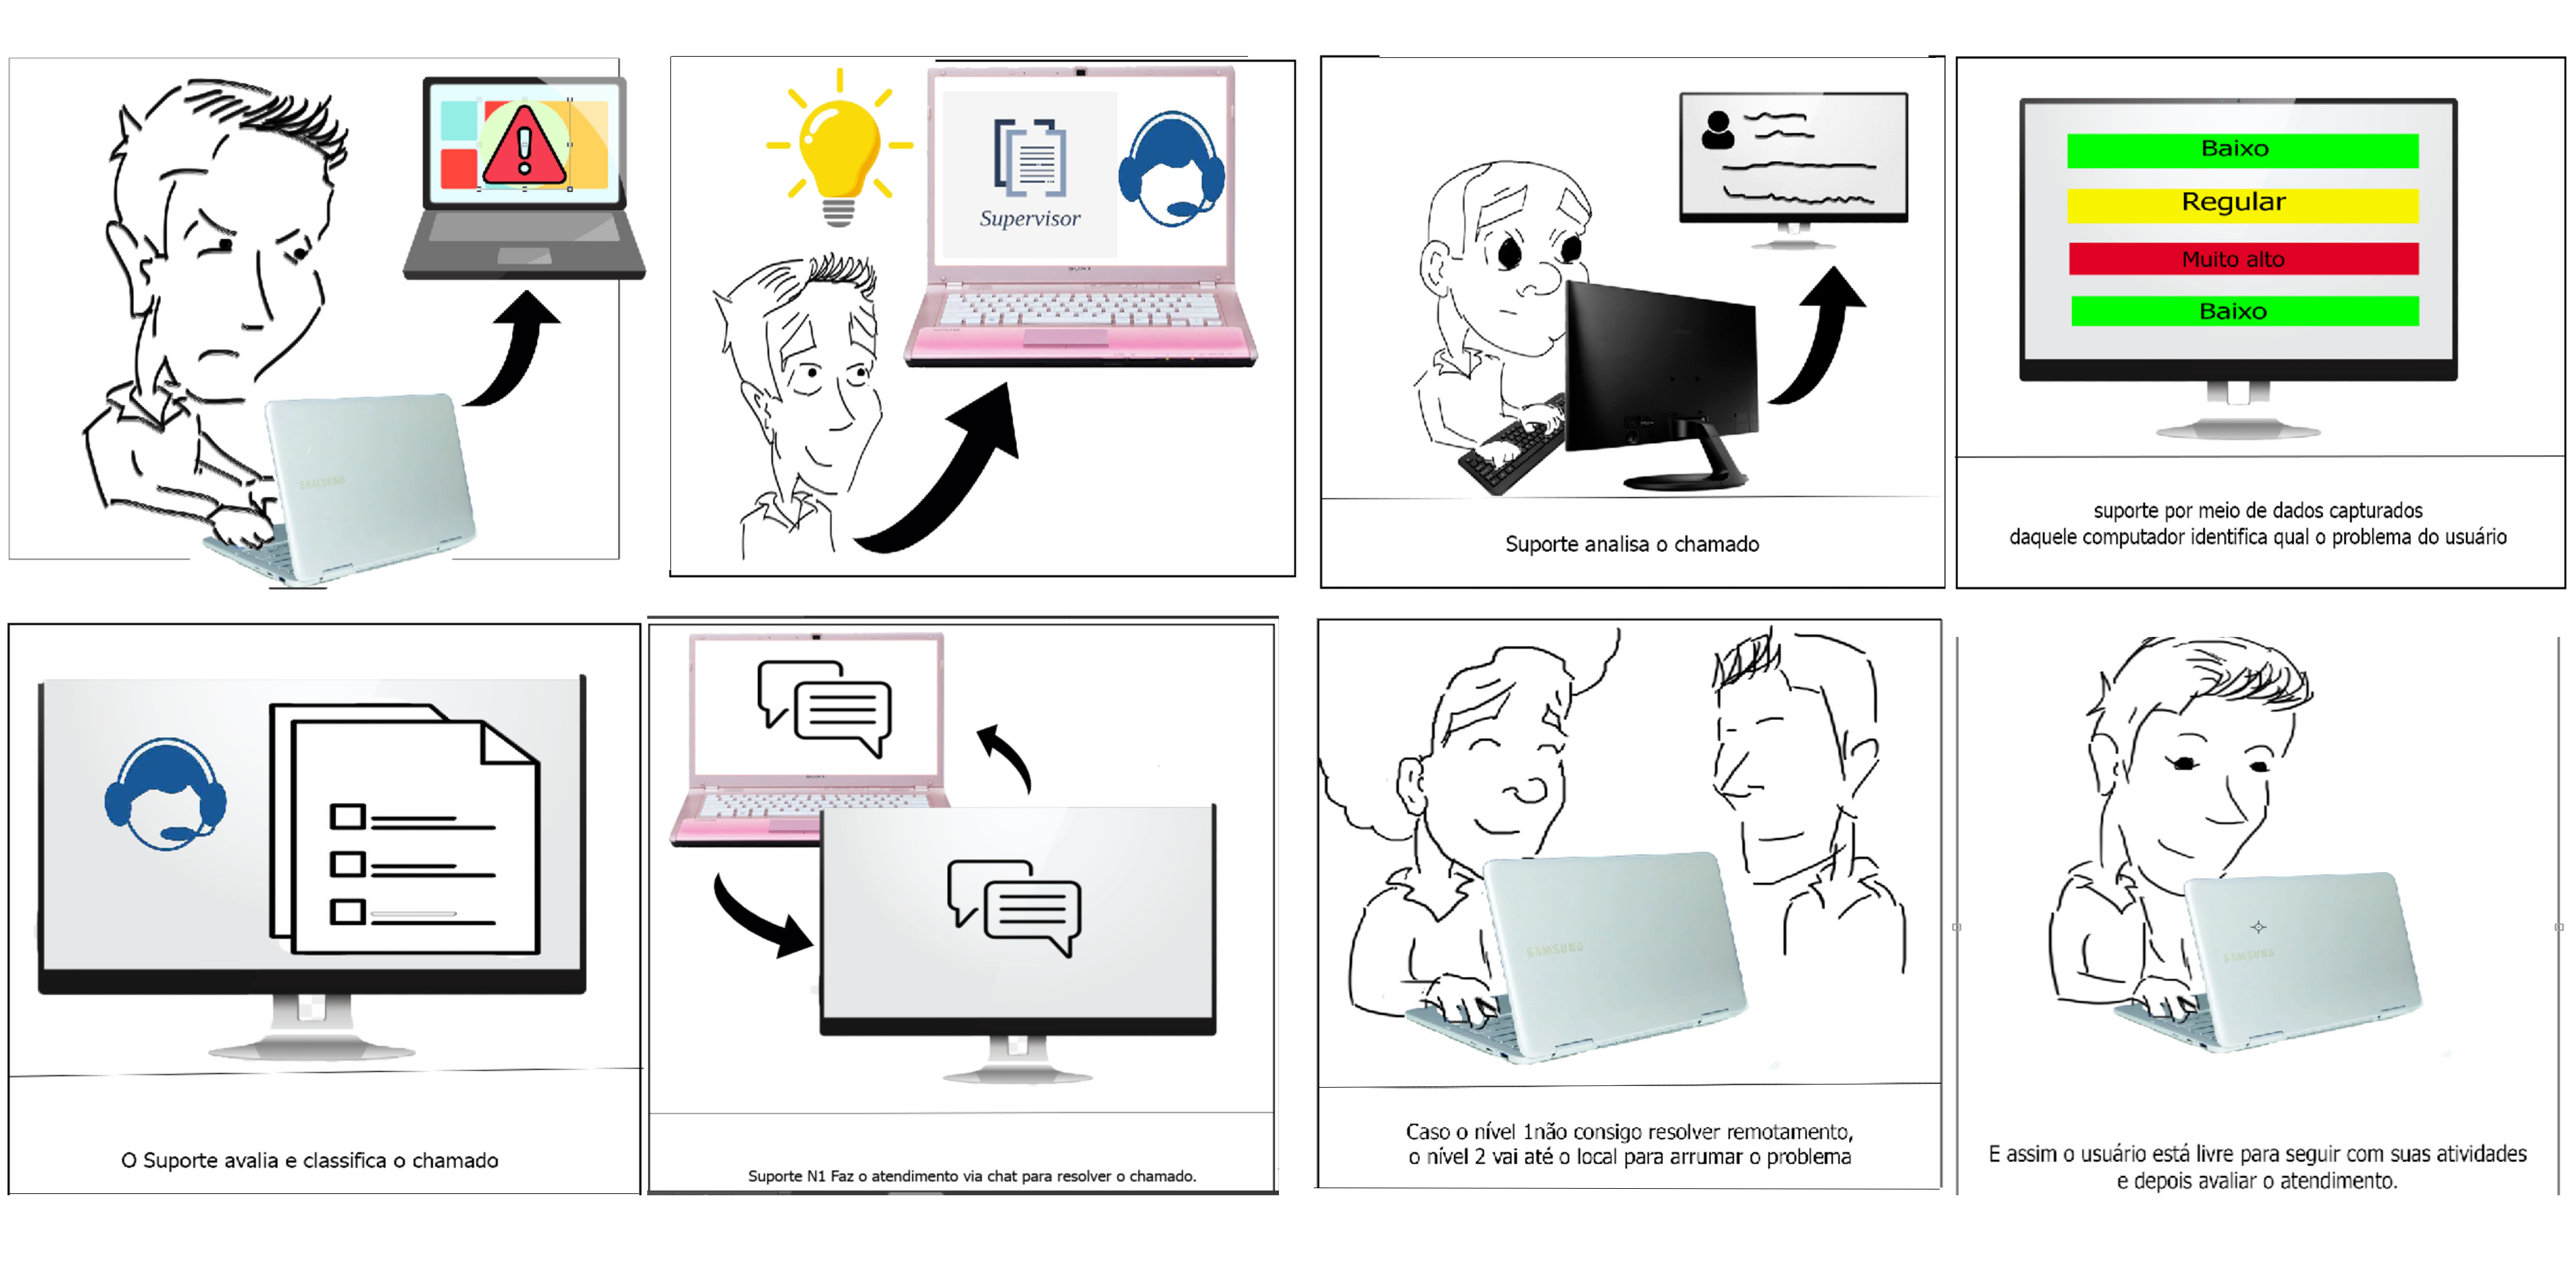 Supervisor
SONY
Baixo
Regular
Muito alto
Baixo
SAMSUNG
Suporte analisa o chamado
suporte por meio de dados capturados
daquele computador identifica qual o problema do usuário
SONY
SAMSUNG
SAMSUNG
O Suporte avalia e classifica o chamado
Suporte N1 Faz o atendimento via chat para resolver o chamado.
Caso o nível 1não consigo resolver remotamento,
o nível 2 vai até o local para arrumar o problema
E assim o usuário está livre para seguir com suas atividades
e depois avaliar o atendimento.